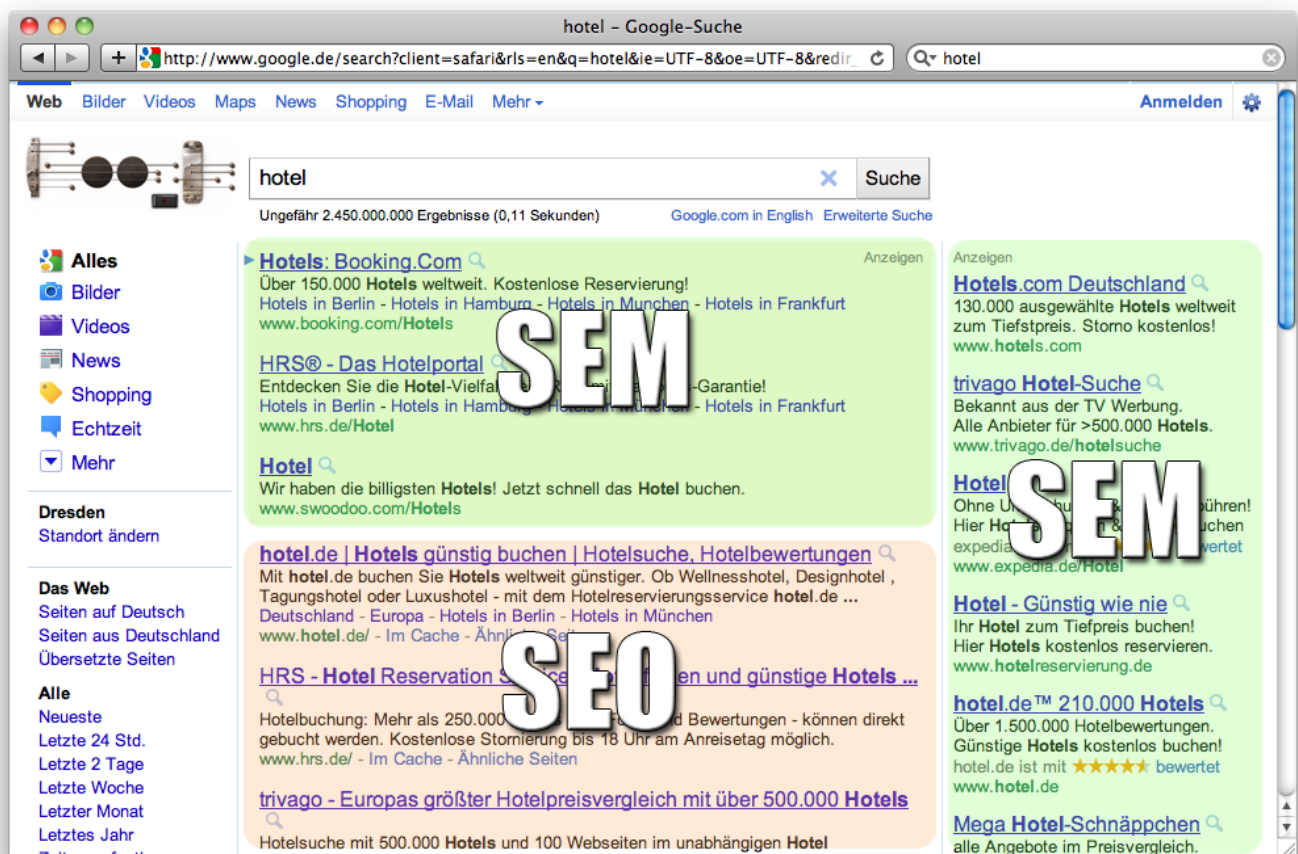 hotel – Google-Suche
http://www.google.de/search?client=safari&rls=en&q=hotel&ie=UTF-8&oe=UTF-8&redir_
hotel
Web Bilder Videos Maps News Shopping E-Mail Mehr
Anmelden
hotel
Suche
Ungefähr 2.450.000.000 Ergebnisse (0,11 Sekunden)
Google.com in English Erweiterte Suche
Alles
Bilder
Videos
News
Shopping
Echtzeit
Mehr
Dresden
Standort ändern
Das Web
Seiten auf Deutsch
Seiten aus Deutschland
Übersetzte Seiten
Alle
Neueste
Letzte 24 Std.
Letzte 2 Tage
Letzte Woche
Letzter Monat
Letztes Jahr
Hotels: Booking.Com
Anzeigen
Über 150.000 Hotels weltweit. Kostenlose Reservierung!
Hotels in Berlin - Hotels in Hamburg - Hotels in Munchen - Hotels in Frankfurt
www.booking.com/Hotels
SEM
HRS® - Das Hotelportal
Entdecken Sie die Hotel-Vielfal -Garantie!
Hotels in Berlin - Hotels in Hamburg - Hotels in München - Hotels in Frankfurt
www.hrs.de/Hotel
Hotel
Wir haben die billigsten Hotels! Jetzt schnell das Hotel buchen.
www.swoodoo.com/Hotels
hotel.de | Hotels günstig buchen | Hotelsuche, Hotelbewertungen
Mit hotel.de buchen Sie Hotels weltweit günstiger. Ob Wellnesshotel, Designhotel ,
Tagungshotel oder Luxushotel - mit dem Hotelreservierungsservice hotel.de ...
Deutschland - Europa - Hotels in Berlin - Hotels in München
www.hotel.de/ - Im Cache - Ähnliche Seiten
SEO
HRS - Hotel Reservation Service en und günstige Hotels ...
Hotelbuchung: Mehr als 250.000 Bewertungen - können direkt
gebucht werden. Kostenlose Stornierung bis 18 Uhr am Anreisetag möglich.
www.hrs.de/ - Im Cache - Ähnliche Seiten
trivago - Europas größter Hotelpreisvergleich mit über 500.000 Hotels
Hotelsuche mit 500.000 Hotels und 100 Webseiten im unabhängigen Hotel
Anzeigen
Hotels.com Deutschland
130.000 ausgewählte Hotels weltweit
zum Tiefstpreis. Storno kostenlos!
www.hotels.com
trivago Hotel-Suche
Bekannt aus der TV Werbung.
Alle Anbieter für >500.000 Hotels.
www.trivago.de/hotelsuche
Hotel
SEM
Ohne ühren!
Hier
expedia wertet
www.expedia.de/Hotel
Hotel - Günstig wie nie
Ihr Hotel zum Tiefpreis buchen!
Hier Hotels kostenlos reservieren.
www.hotelreservierung.de
hotel.de™ 210.000 Hotels
Über 1.500.000 Hotelbewertungen.
Günstige Hotels kostenlos buchen!
hotel.de ist mit ★★★★★ bewertet
www.hotel.de
Mega Hotel-Schnäppchen
alle Angebote im Preisvergleich.